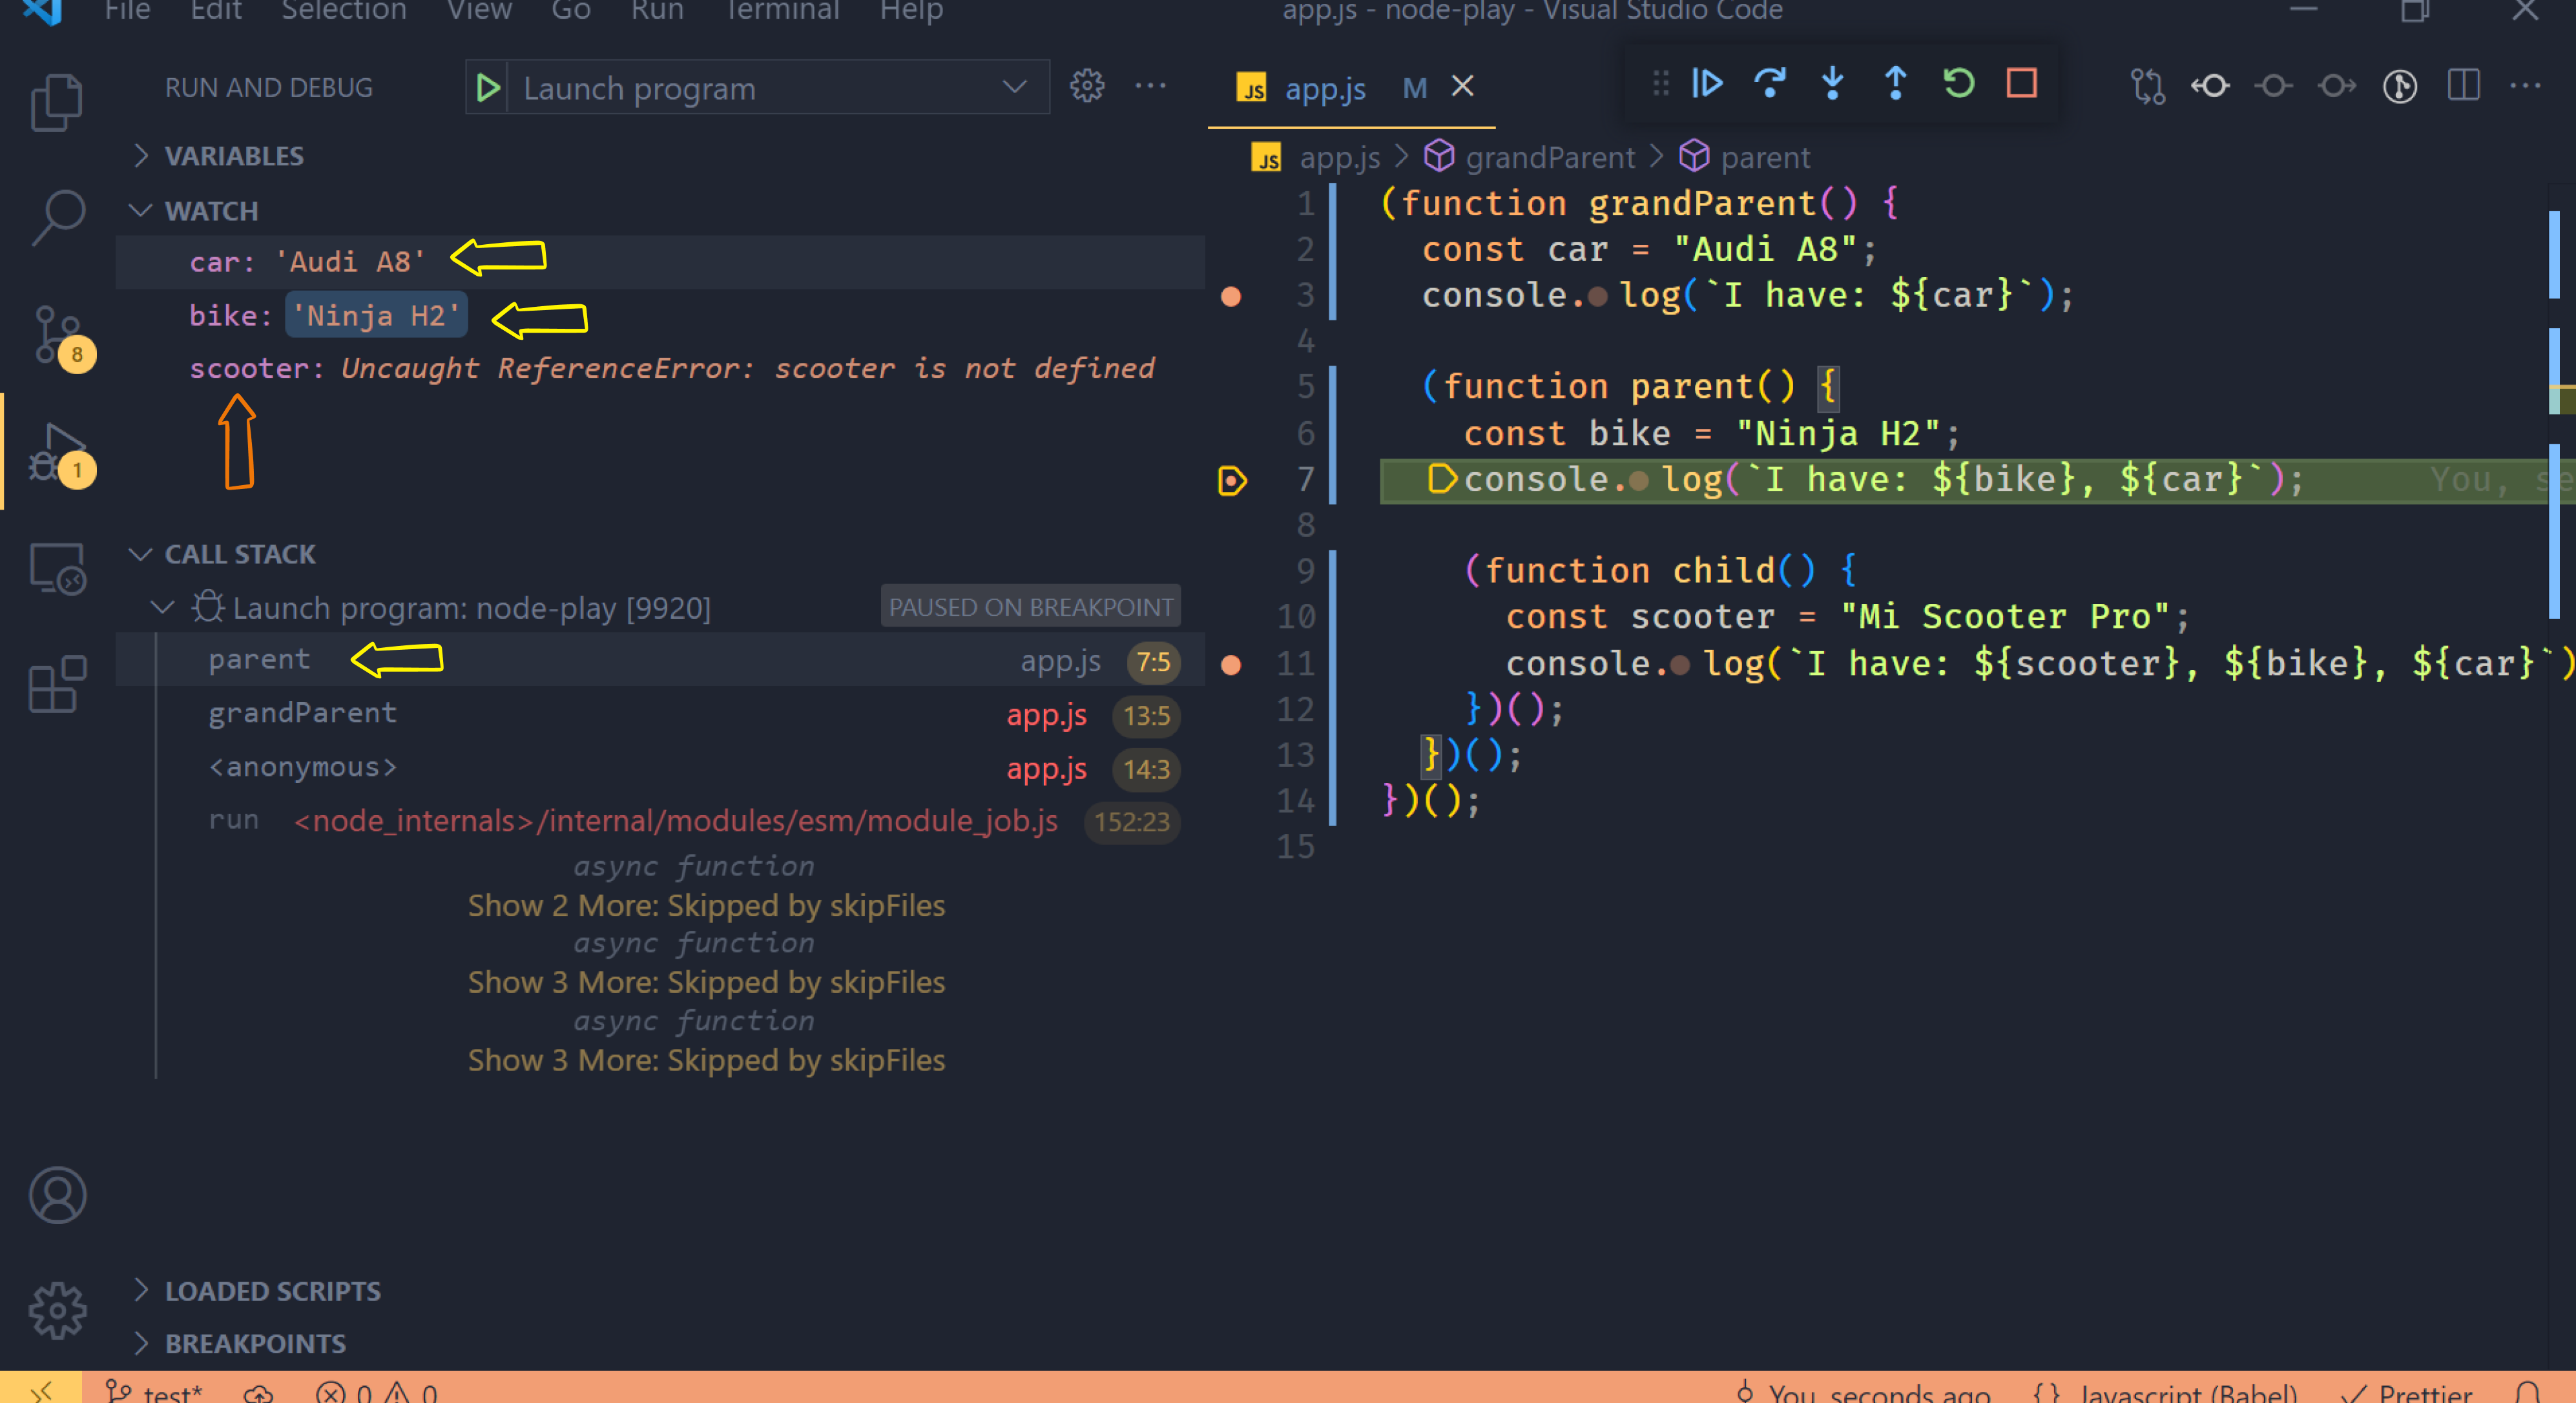 File Edit Selection View Go Run Terminal Help
app.js - node-play - Visual Studio Code
RUN AND DEBUG
Launch program
VARIABLES
WATCH
car: 'Audi A8'
bike: 'Ninja H2'
scooter: Uncaught ReferenceError: scooter is not defined
8
1
CALL STACK
Launch program: node-play [9920] PAUSED ON BREAKPOINT
parent app.js 7:5
grandParent app.js 13:5
<anonymous> app.js 14:3
run <node_internals>/internal/modules/esm/module_job.js 152:23
async function
Show 2 More: Skipped by skipFiles
async function
Show 3 More: Skipped by skipFiles
async function
Show 3 More: Skipped by skipFiles
LOADED SCRIPTS
BREAKPOINTS
JS app.js M
JS app.js > grandParent > parent
1 (function grandParent() {
2 const car = "Audi A8";
3 console.log(`I have: ${car}`);
4
5 (function parent() {
6 const bike = "Ninja H2";
7 console.log(`I have: ${bike}, ${car}`); You,
8
9 (function child() {
10 const scooter = "Mi Scooter Pro";
11 console.log(`I have: ${scooter}, ${bike}, ${car}`)
12 })();
13 })();
14 })();
15
test* 0 0
You, seconds ago {} Javascript (Babel) Prettier